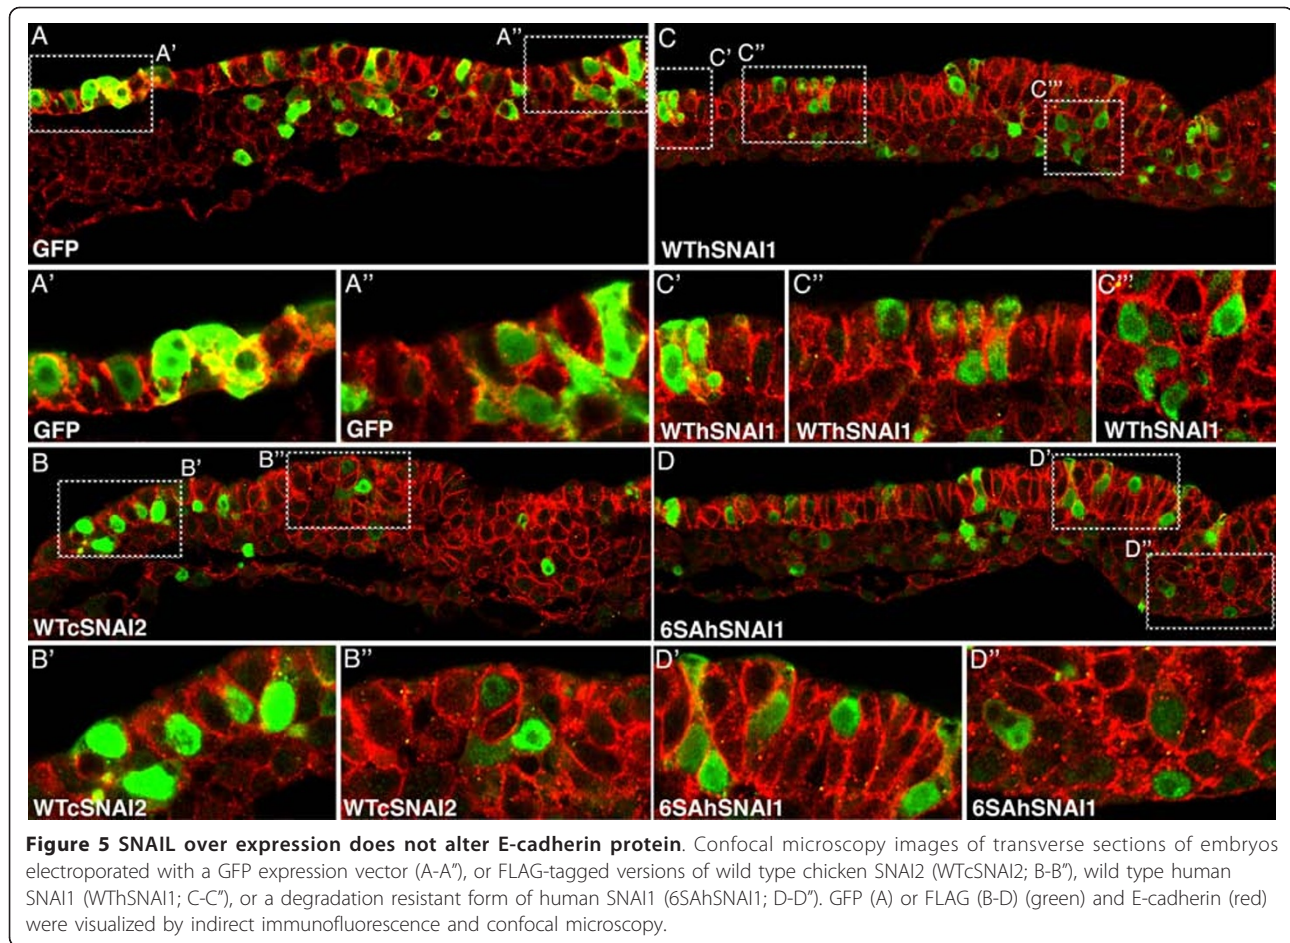 A
A'
A"
GFP
C
C'
C"
C'''
WThSNAI1
A'
GFP
A"
GFP
C'
WThSNAI1
C"
WThSNAI1
C'''
WThSNAI1
B
B'
B"
WTcSNAI2
D
D'
D"
6SAhSNAI1
B'
WTcSNAI2
B"
WTcSNAI2
D'
6SAhSNAI1
D"
6SAhSNAI1
Figure 5 SNAIL over expression does not alter E-cadherin protein. Confocal microscopy images of transverse sections of embryos
electroporated with a GFP expression vector (A-A"), or FLAG-tagged versions of wild type chicken SNAI2 (WTcSNAI2; B-B"), wild type human
SNAI1 (WThSNAI1; C-C"), or a degradation resistant form of human SNAI1 (6SAhSNAI1; D-D"). GFP (A) or FLAG (B-D) (green) and E-cadherin (red)
were visualized by indirect immunofluorescence and confocal microscopy.